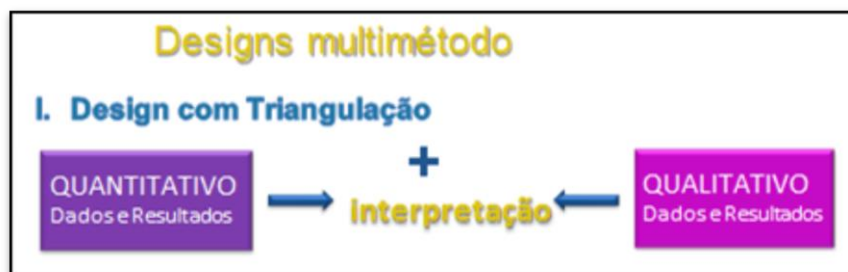 Designs multimétodo
I. Design com Triangulação
+
QUANTITATIVO
Dados e Resultados
interpretação
QUALITATIVO
Dados e Resultados